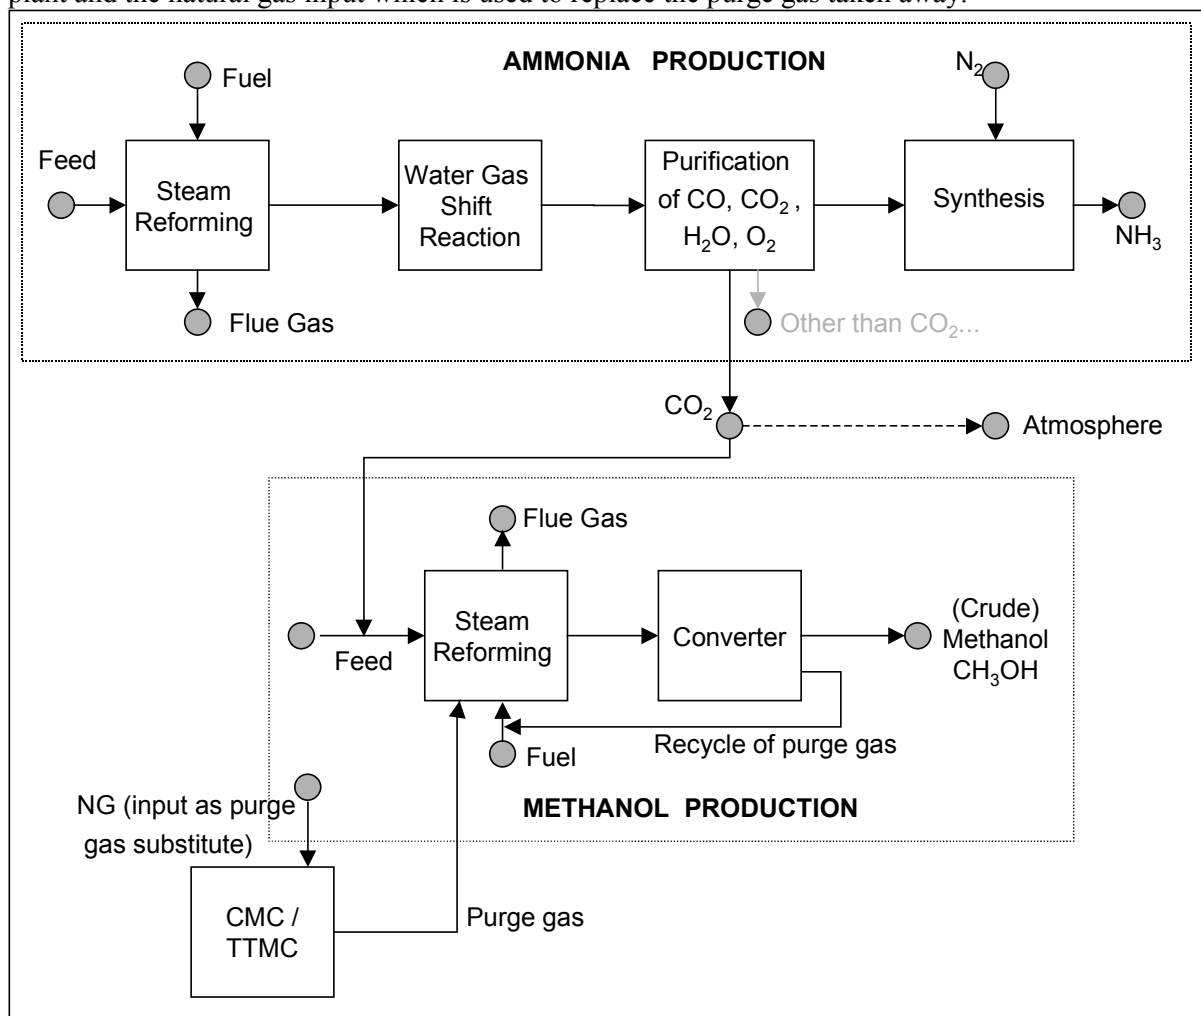 plant and the natural gas input which is used to replace the purge gas taken away.
AMMONIA PRODUCTION
Fuel
N2
Feed
Steam
Reforming
Water Gas
Shift
Reaction
Purification
of CO, CO2 ,
H2O, O2
Synthesis
NH3
Flue Gas
Other than CO2...
CO2
Atmosphere
Flue Gas
Feed
Steam
Reforming
Converter
(Crude)
Methanol
CH3OH
Fuel
Recycle of purge gas
METHANOL PRODUCTION
NG (input as purge
gas substitute)
CMC /
TTMC
Purge gas